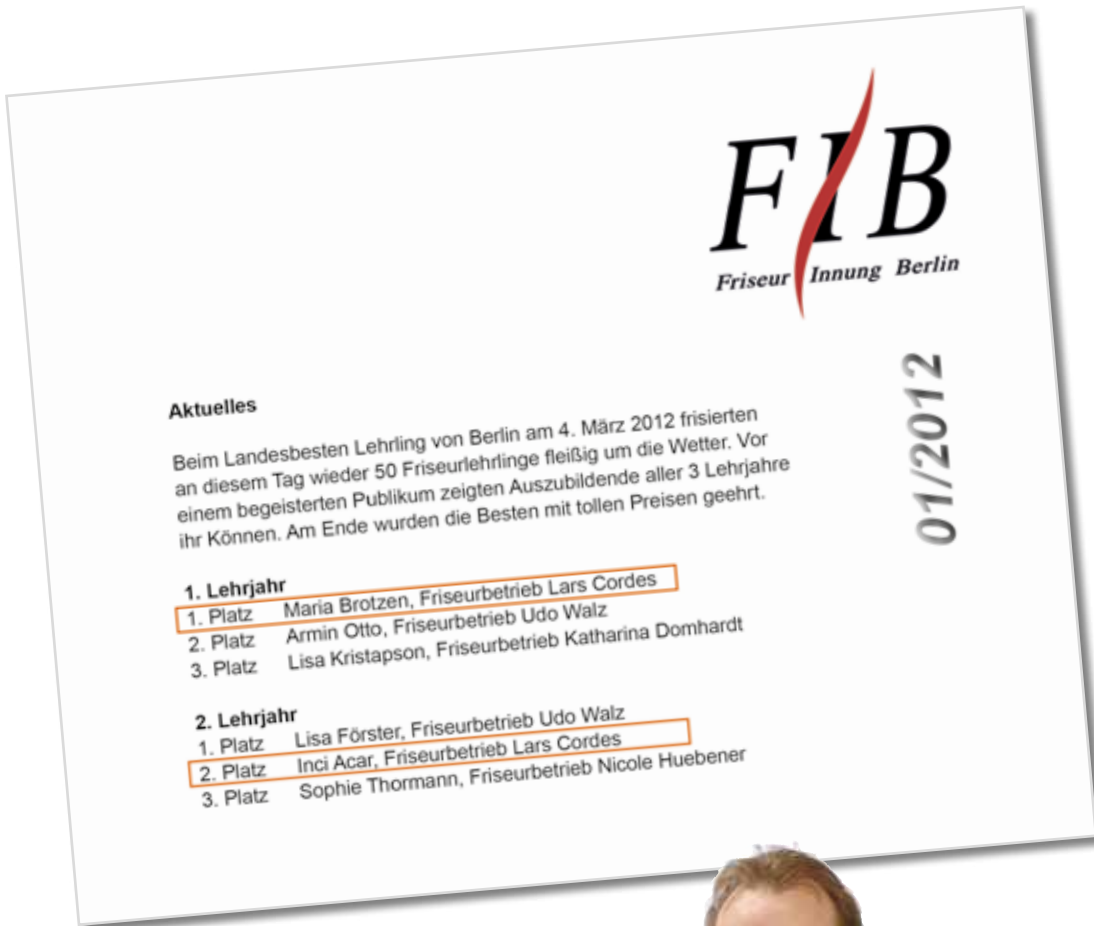 FIB
Friseur Innung Berlin
01/2012
Aktuelles
Beim Landesbesten Lehrling von Berlin am 4. März 2012 frisierten
an diesem Tag wieder 50 Friseurlehrlinge fleißig um die Wetter. Vor
einem begeisterten Publikum zeigten Auszubildende aller 3 Lehrjahre
ihr Können. Am Ende wurden die Besten mit tollen Preisen geehrt.
1. Lehrjahr
1. Platz Maria Brotzen, Friseurbetrieb Lars Cordes
2. Platz Armin Otto, Friseurbetrieb Udo Walz
3. Platz Lisa Kristapson, Friseurbetrieb Katharina Domhardt
2. Lehrjahr
1. Platz Lisa Förster, Friseurbetrieb Udo Walz
2. Platz Inci Acar, Friseurbetrieb Lars Cordes
3. Platz Sophie Thormann, Friseurbetrieb Nicole Huebener